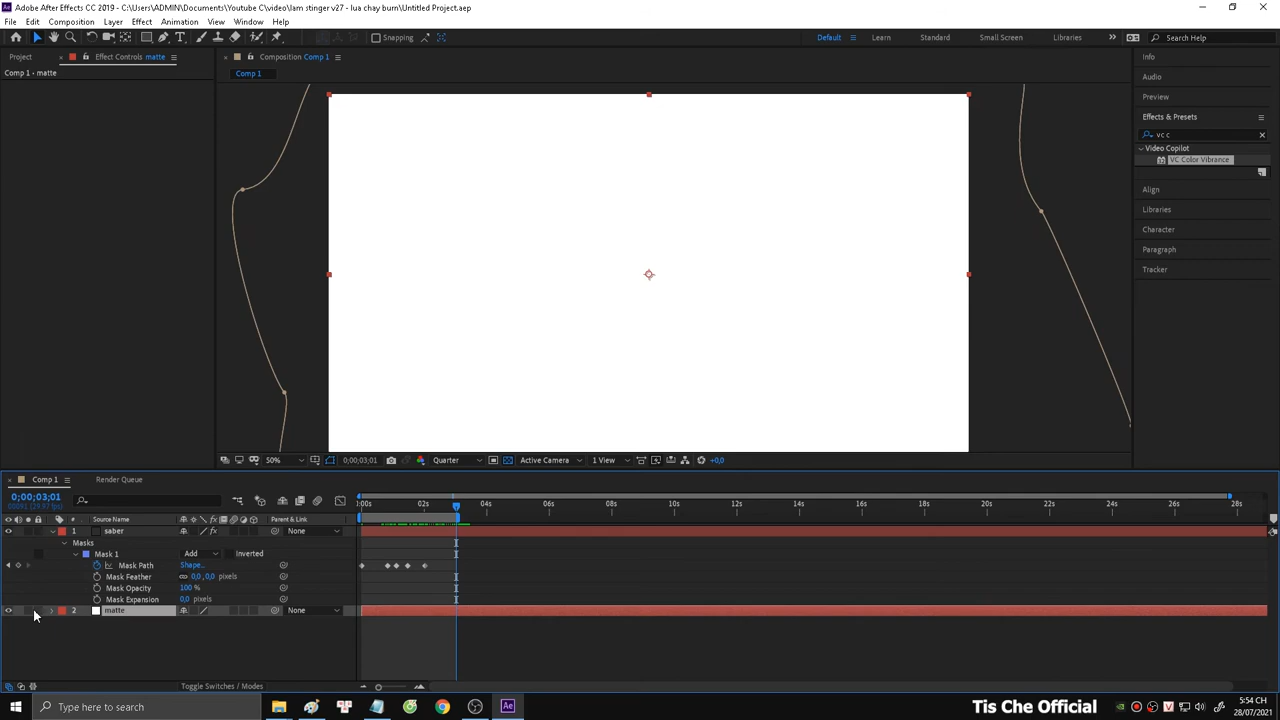 Adobe After Effects CC 2019 - C:\Users\ADMIN\Documents\Youtube C\video\lam stinger v27 - lua chay burn\Untitled Project.aep
File Edit Composition Layer Effect Animation View Window Help
Snapping
Default Learn Standard Small Screen Libraries Search Help
Project Effect Controls matte Composition Comp 1 Info
Comp 1 • matte
Comp 1
Audio
Preview
Effects & Presets
vc c
Video Copilot
VC Color Vibrance
Align
Libraries
Character
Paragraph
Tracker
50% 0;00;03;01 Quarter Active Camera 1 View +0,0
Comp 1 Render Queue
0;00;03;01
00091 (29.97 fps)
:00s 02s 04s 06s 08s 10s 12s 14s 16s 18s 20s 22s 24s 26s 28s
# Source Name Parent & Link
1 saber None
Masks
Mask 1 Add Inverted
Mask Path Shape...
Mask Feather 0,0, 0,0 pixels
Mask Opacity 100 %
Mask Expansion 0,0 pixels
2 matte None
Toggle Switches / Modes
Type here to search
Tis Che Official
5:54 CH
28/07/2021